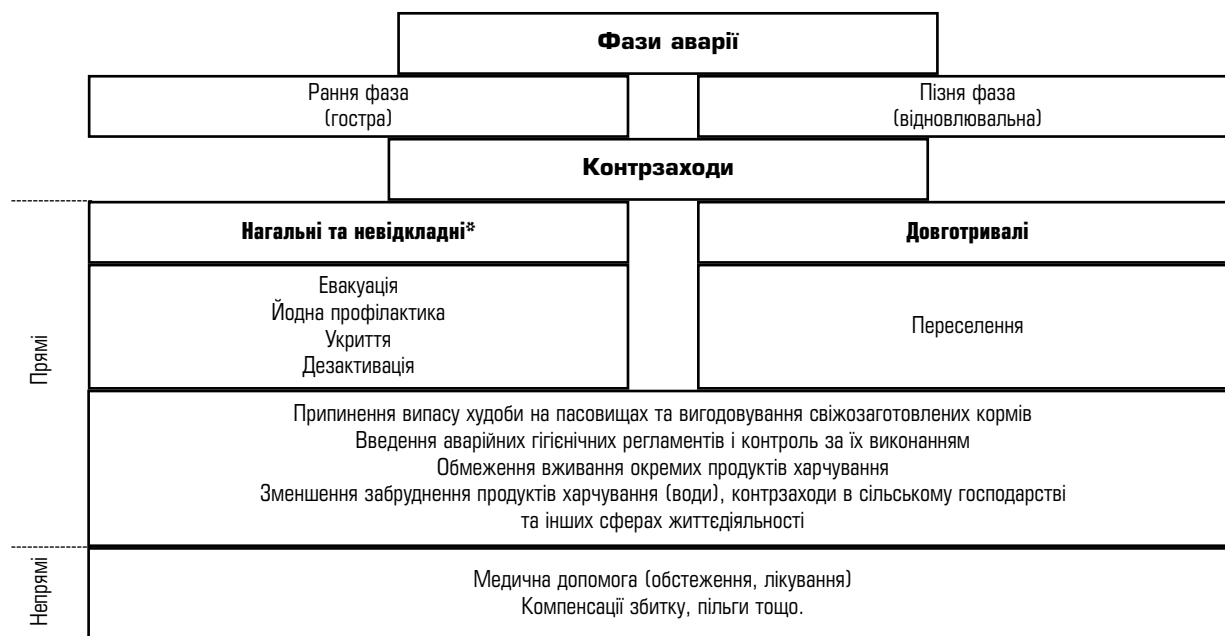 Фази аварії
Рання фаза
(гостра)
Пізня фаза
(відновлювальна)
Контрзаходи
Прямі
Нагальні та невідкладні*
Довготривалі
Евакуація
Йодна профілактика
Укриття
Дезактивація
Переселення
Припинення випасу худоби на пасовищах та вигодовування свіжозаготовлених кормів
Введення аварійних гігієнічних регламентів і контроль за їх виконанням
Обмеження вживання окремих продуктів харчування
Зменшення забруднення продуктів харчування (води), контрзаходи в сільському господарстві
та інших сферах життєдіяльності
Непрямі
Медична допомога (обстеження, лікування)
Компенсації збитку, пільги тощо.